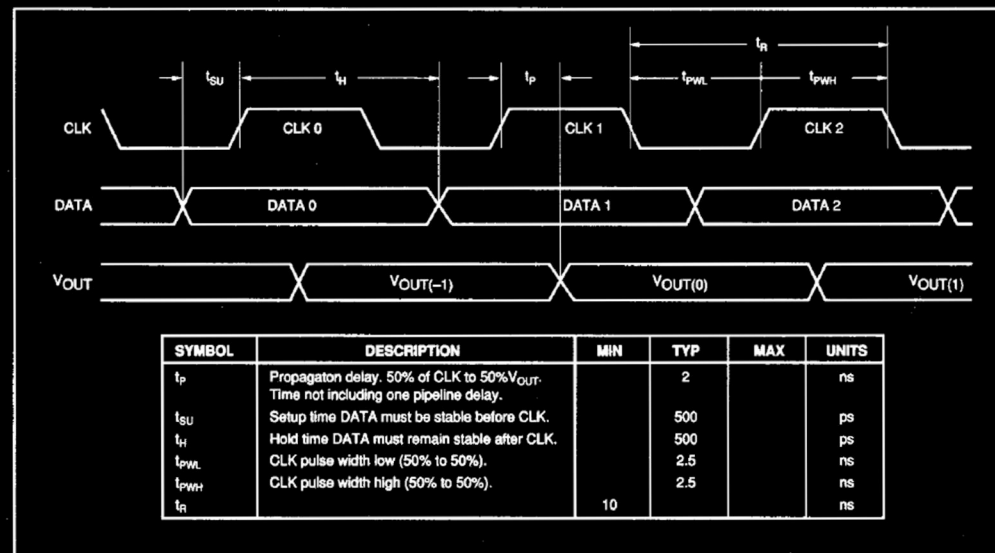 tR
tSU tH tP tPWL tPWH
CLK CLK 0 CLK 1 CLK 2
DATA DATA 0 DATA 1 DATA 2
VOUT VOUT(−1) VOUT(0) VOUT(1)
SYMBOL DESCRIPTION MIN TYP MAX UNITS
tP Propagaton delay. 50% of CLK to 50%VOUT. 2 ns
Time not including one pipeline delay.
tSU Setup time DATA must be stable before CLK. 500 ps
tH Hold time DATA must remain stable after CLK. 500 ps
tPWL CLK pulse width low (50% to 50%). 2.5 ns
tPWH CLK pulse width high (50% to 50%). 2.5 ns
tR 10 ns